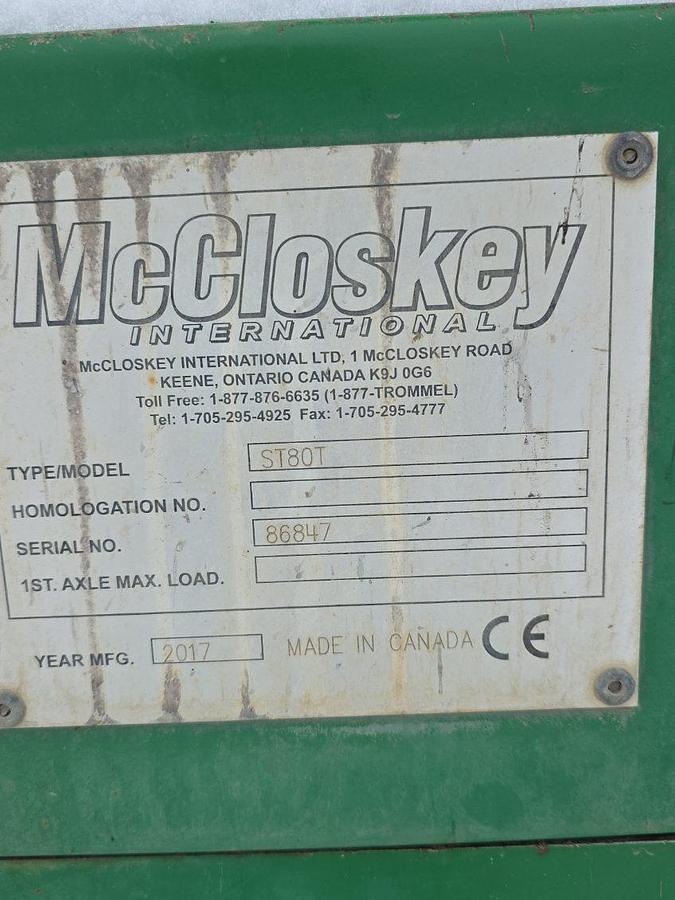 McCloskey
INTERNATIONAL
McCLOSKEY INTERNATIONAL LTD, 1 McCLOSKEY ROAD
KEENE, ONTARIO CANADA K9J 0G6
Toll Free: 1-877-876-6635 (1-877-TROMMEL)
Tel: 1-705-295-4925 Fax: 1-705-295-4777
TYPE/MODEL ST80T
HOMOLOGATION NO.
SERIAL NO. 86847
1ST. AXLE MAX. LOAD.
YEAR MFG. 2017 MADE IN CANADA CE